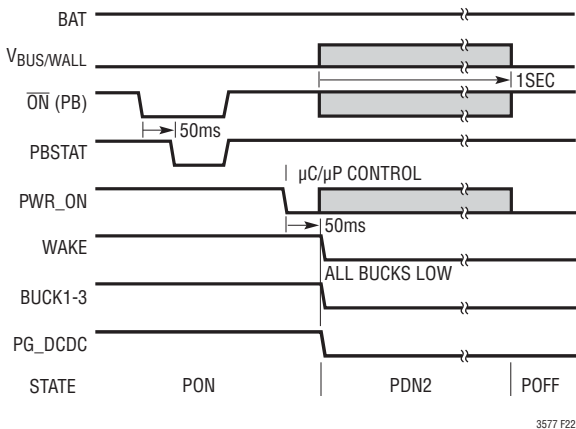 BAT
VBUS/WALL
1SEC
ON (PB)
50ms
PBSTAT
µC/µP CONTROL
PWR_ON
50ms
WAKE
ALL BUCKS LOW
BUCK1-3
PG_DCDC
STATE PON PDN2 POFF
3577 F22